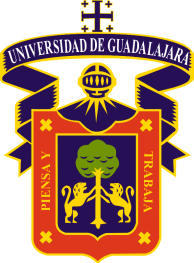 UNIVERSIDAD DE GUADALAJARA
PIENSA Y
TRABAJA